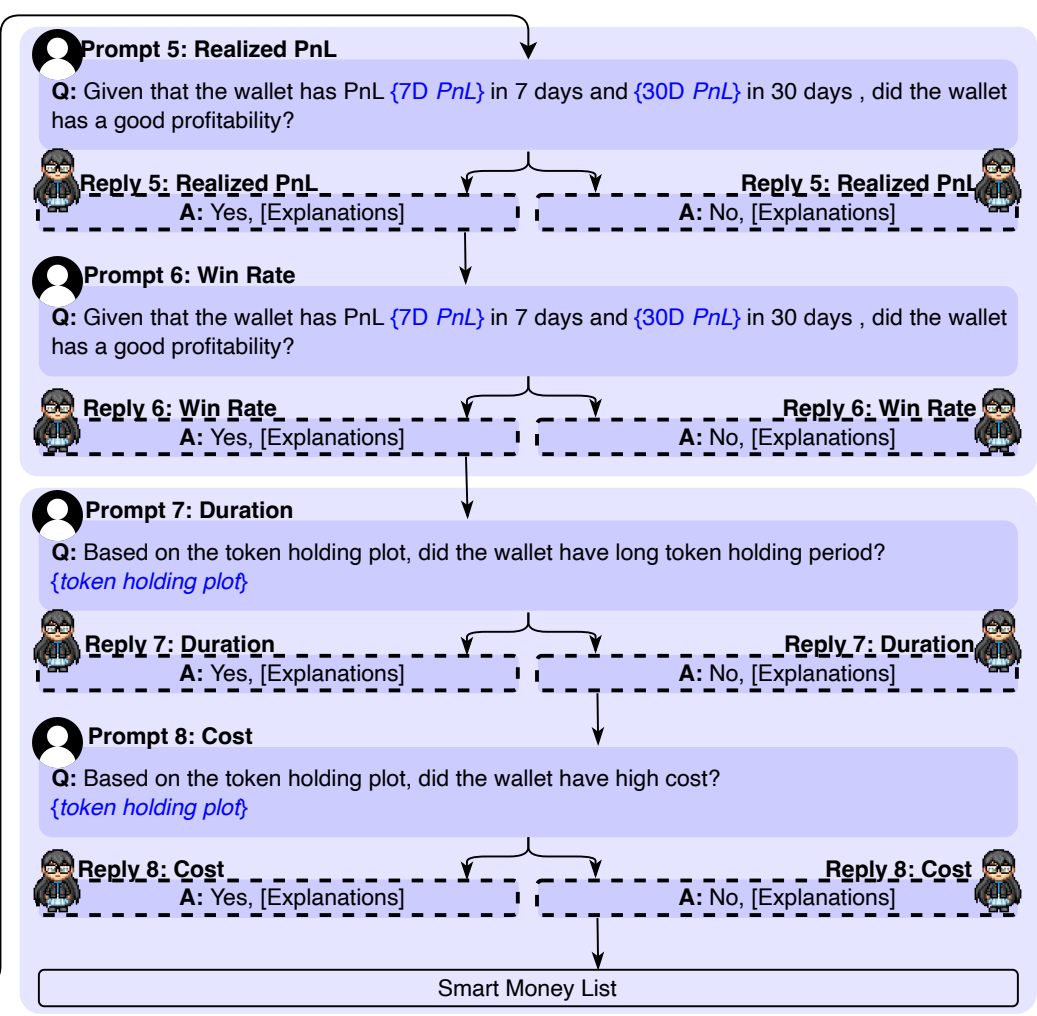 Prompt 5: Realized PnL
Q: Given that the wallet has PnL {7D PnL} in 7 days and {30D PnL} in 30 days , did the wallet
has a good profitability?
Reply 5: Realized PnL
Reply 5: Realized PnL
A: Yes, [Explanations]
A: No, [Explanations]
Prompt 6: Win Rate
Q: Given that the wallet has PnL {7D PnL} in 7 days and {30D PnL} in 30 days , did the wallet
has a good profitability?
Reply 6: Win Rate
Reply 6: Win Rate
A: Yes, [Explanations]
A: No, [Explanations]
Prompt 7: Duration
Q: Based on the token holding plot, did the wallet have long token holding period?
{token holding plot}
Reply 7: Duration
Reply 7: Duration
A: Yes, [Explanations]
A: No, [Explanations]
Prompt 8: Cost
Q: Based on the token holding plot, did the wallet have high cost?
{token holding plot}
Reply 8: Cost
Reply 8: Cost
A: Yes, [Explanations]
A: No, [Explanations]
Smart Money List